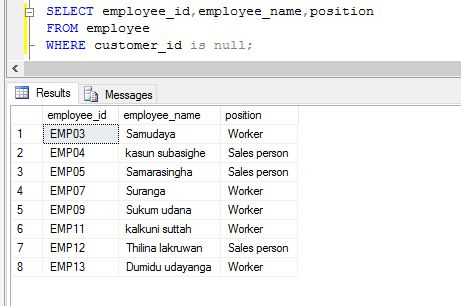 SELECT employee_id,employee_name,position
FROM employee
WHERE customer_id is null;
Results Messages
employee_id employee_name position
1 EMP03 Samudaya Worker
2 EMP04 kasun subasighe Sales person
3 EMP05 Samarasingha Sales person
4 EMP07 Suranga Worker
5 EMP09 Sukum udana Worker
6 EMP11 kalkuni suttah Worker
7 EMP12 Thilina lakruwan Sales person
8 EMP13 Dumidu udayanga Worker